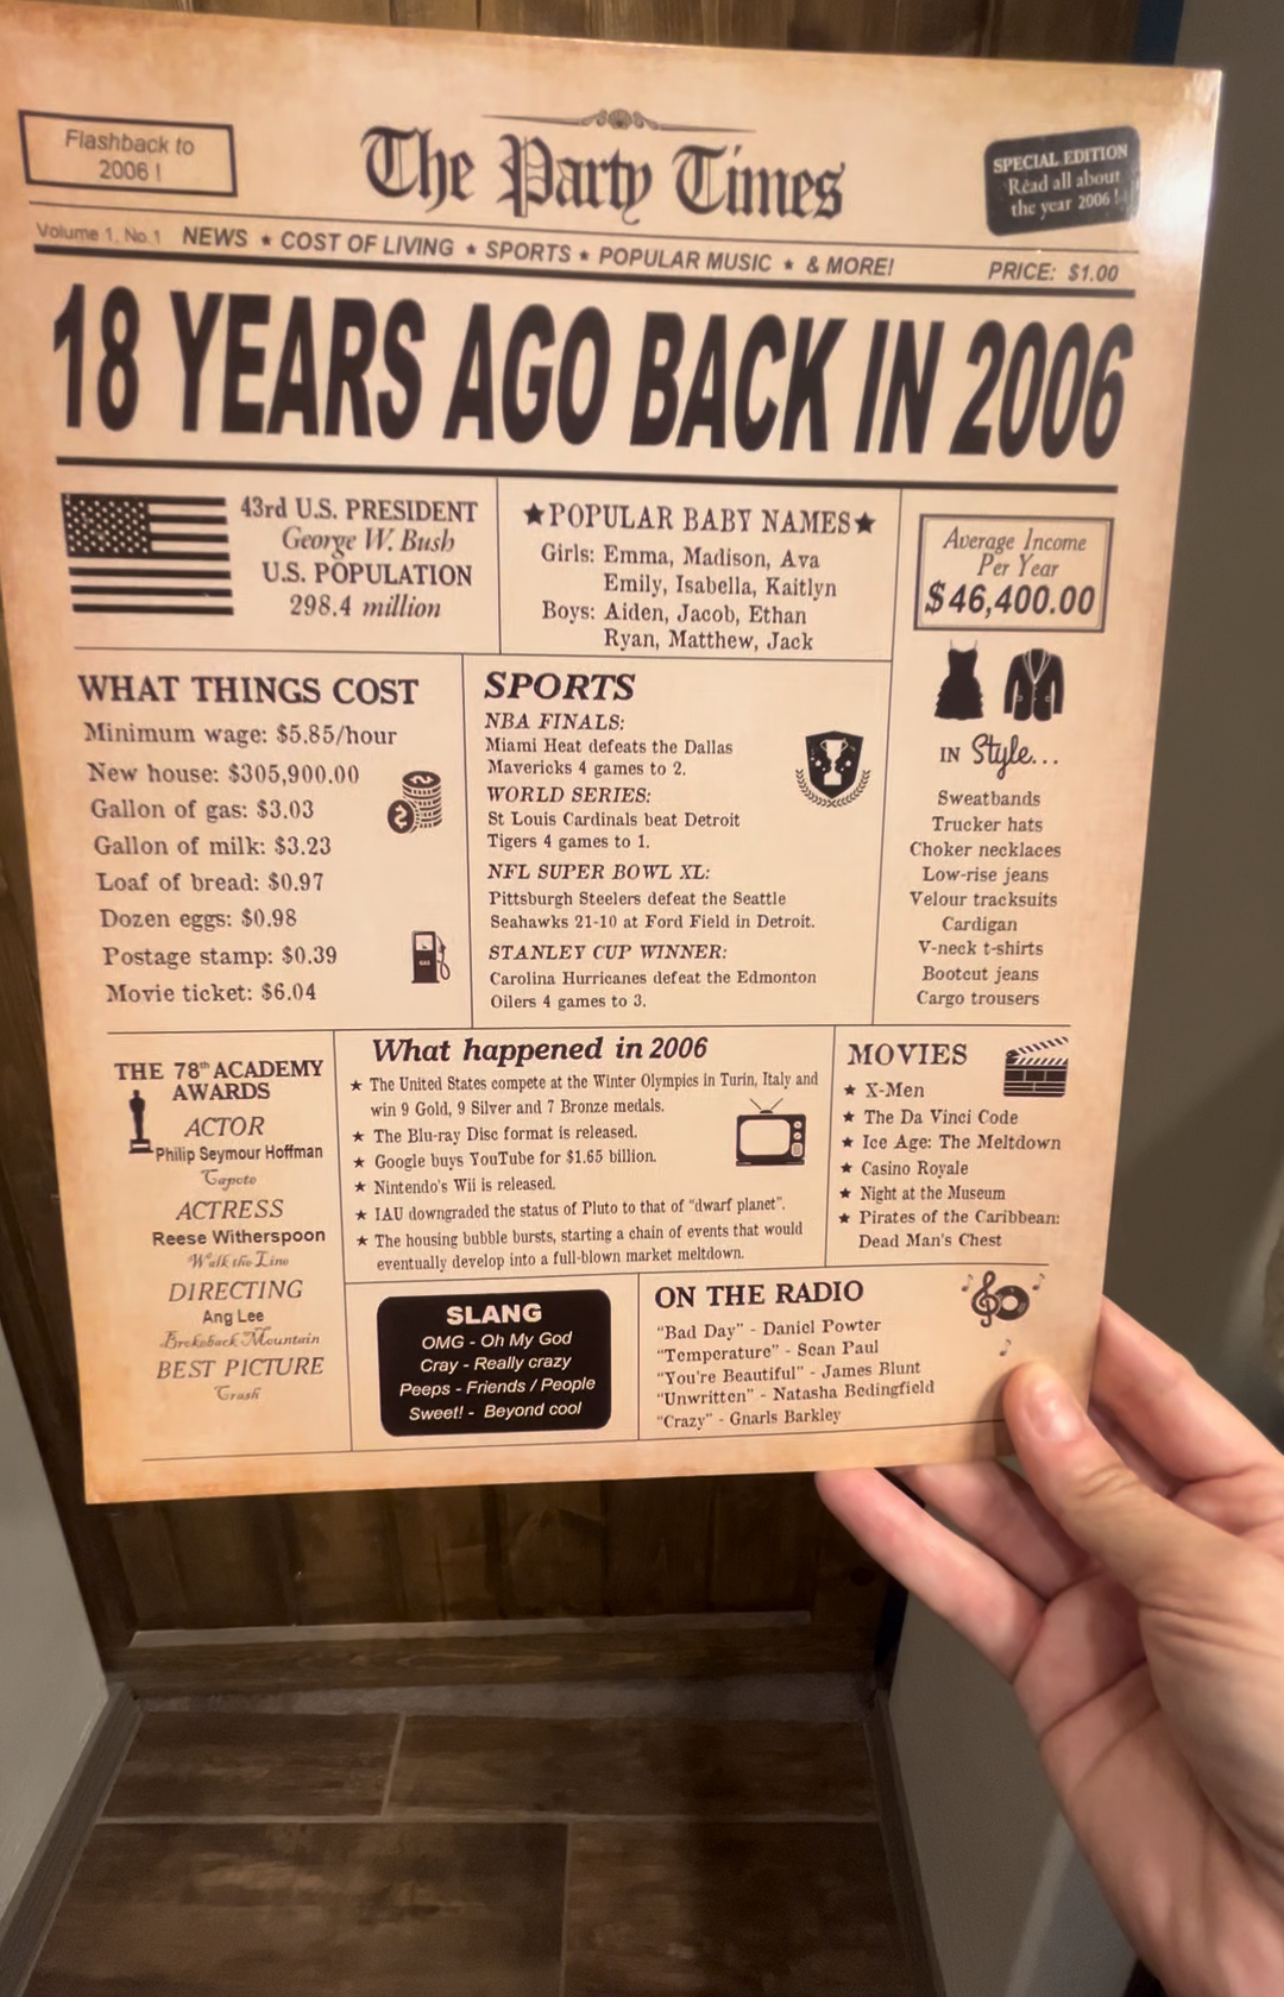 Flashback to
2006 !
The Party Times
SPECIAL EDITION
Read all about
the year 2006 !
Volume 1, No.1 NEWS ★ COST OF LIVING ★ SPORTS ★ POPULAR MUSIC ★ & MORE! PRICE: $1.00
18 YEARS AGO BACK IN 2006
43rd U.S. PRESIDENT
George W. Bush
U.S. POPULATION
298.4 million
★POPULAR BABY NAMES★
Girls: Emma, Madison, Ava
Emily, Isabella, Kaitlyn
Boys: Aiden, Jacob, Ethan
Ryan, Matthew, Jack
Average Income
Per Year
$46,400.00
WHAT THINGS COST
Minimum wage: $5.85/hour
New house: $305,900.00
Gallon of gas: $3.03
Gallon of milk: $3.23
Loaf of bread: $0.97
Dozen eggs: $0.98
Postage stamp: $0.39
Movie ticket: $6.04
GAS
SPORTS
NBA FINALS:
Miami Heat defeats the Dallas
Mavericks 4 games to 2.
WORLD SERIES:
St Louis Cardinals beat Detroit
Tigers 4 games to 1.
NFL SUPER BOWL XL:
Pittsburgh Steelers defeat the Seattle
Seahawks 21-10 at Ford Field in Detroit.
STANLEY CUP WINNER:
Carolina Hurricanes defeat the Edmonton
Oilers 4 games to 3.
IN Style...
Sweatbands
Trucker hats
Choker necklaces
Low-rise jeans
Velour tracksuits
Cardigan
V-neck t-shirts
Bootcut jeans
Cargo trousers
THE 78th ACADEMY
AWARDS
ACTOR
Philip Seymour Hoffman
Capote
ACTRESS
Reese Witherspoon
Walk the Line
DIRECTING
Ang Lee
Brokeback Mountain
BEST PICTURE
Crash
What happened in 2006
★ The United States compete at the Winter Olympics in Turin, Italy and
win 9 Gold, 9 Silver and 7 Bronze medals.
★ The Blu-ray Disc format is released.
★ Google buys YouTube for $1.65 billion.
★ Nintendo's Wii is released.
★ IAU downgraded the status of Pluto to that of "dwarf planet".
★ The housing bubble bursts, starting a chain of events that would
eventually develop into a full-blown market meltdown.
MOVIES
★ X-Men
★ The Da Vinci Code
★ Ice Age: The Meltdown
★ Casino Royale
★ Night at the Museum
★ Pirates of the Caribbean:
Dead Man's Chest
SLANG
OMG - Oh My God
Cray - Really crazy
Peeps - Friends / People
Sweet! - Beyond cool
ON THE RADIO
"Bad Day" - Daniel Powter
"Temperature" - Sean Paul
"You're Beautiful" - James Blunt
"Unwritten" - Natasha Bedingfield
"Crazy" - Gnarls Barkley